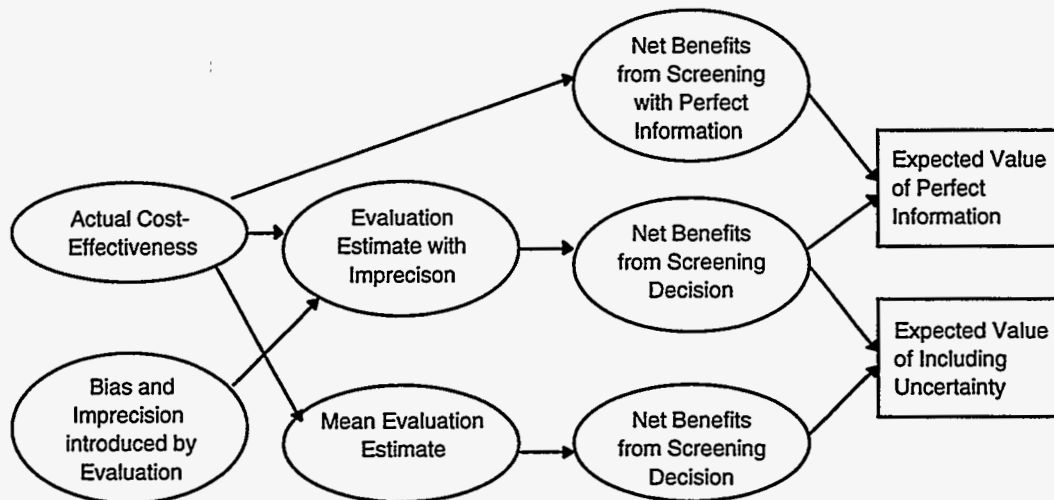 Net Benefits
from Screening
with Perfect
Information
Expected Value
of Perfect
Information
Actual Cost-
Effectiveness
Evaluation
Estimate with
Imprecison
Net Benefits
from Screening
Decision
Expected Value
of Including
Uncertainty
Bias and
Imprecision
introduced by
Evaluation
Mean Evaluation
Estimate
Net Benefits
from Screening
Decision